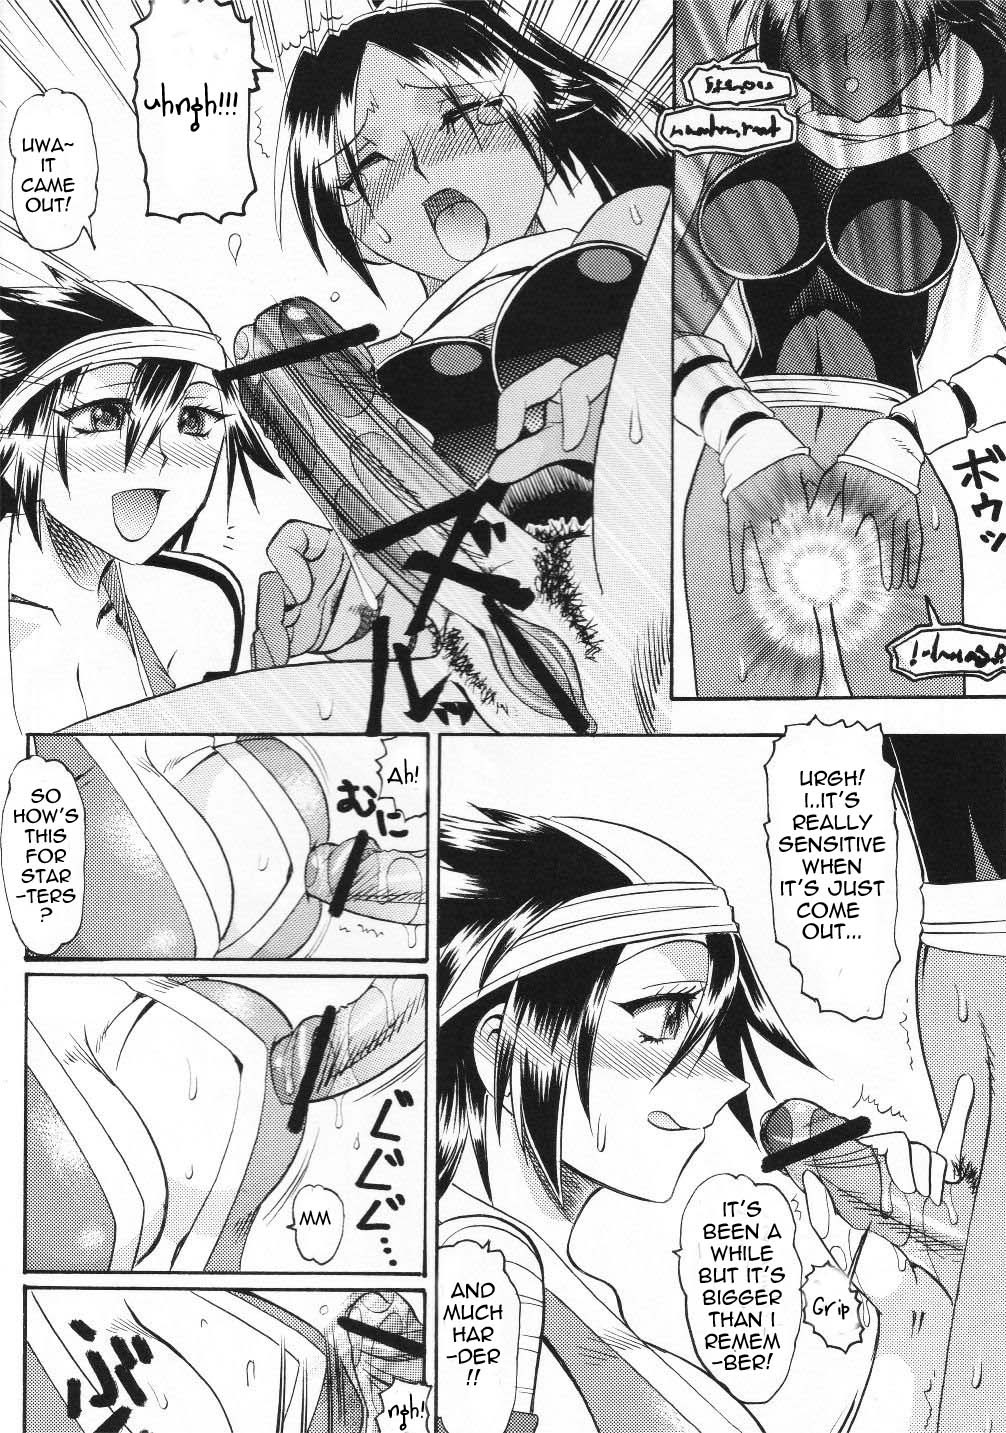 ボウッ
uhngh!!!
UWA~
IT
CAME
OUT!
URGH!
I..IT'S
REALLY
SENSITIVE
WHEN
IT'S JUST
COME
OUT...
IT'S
BEEN A
WHILE
BUT IT'S
BIGGER
THAN I
REMEM
-BER!
Grip
AND
MUCH
HAR
-DER
!!
Ah!
むに
SO
HOW'S
THIS
FOR
STAR
-TERS
?
ぐぐぐ...
MM
ngh!